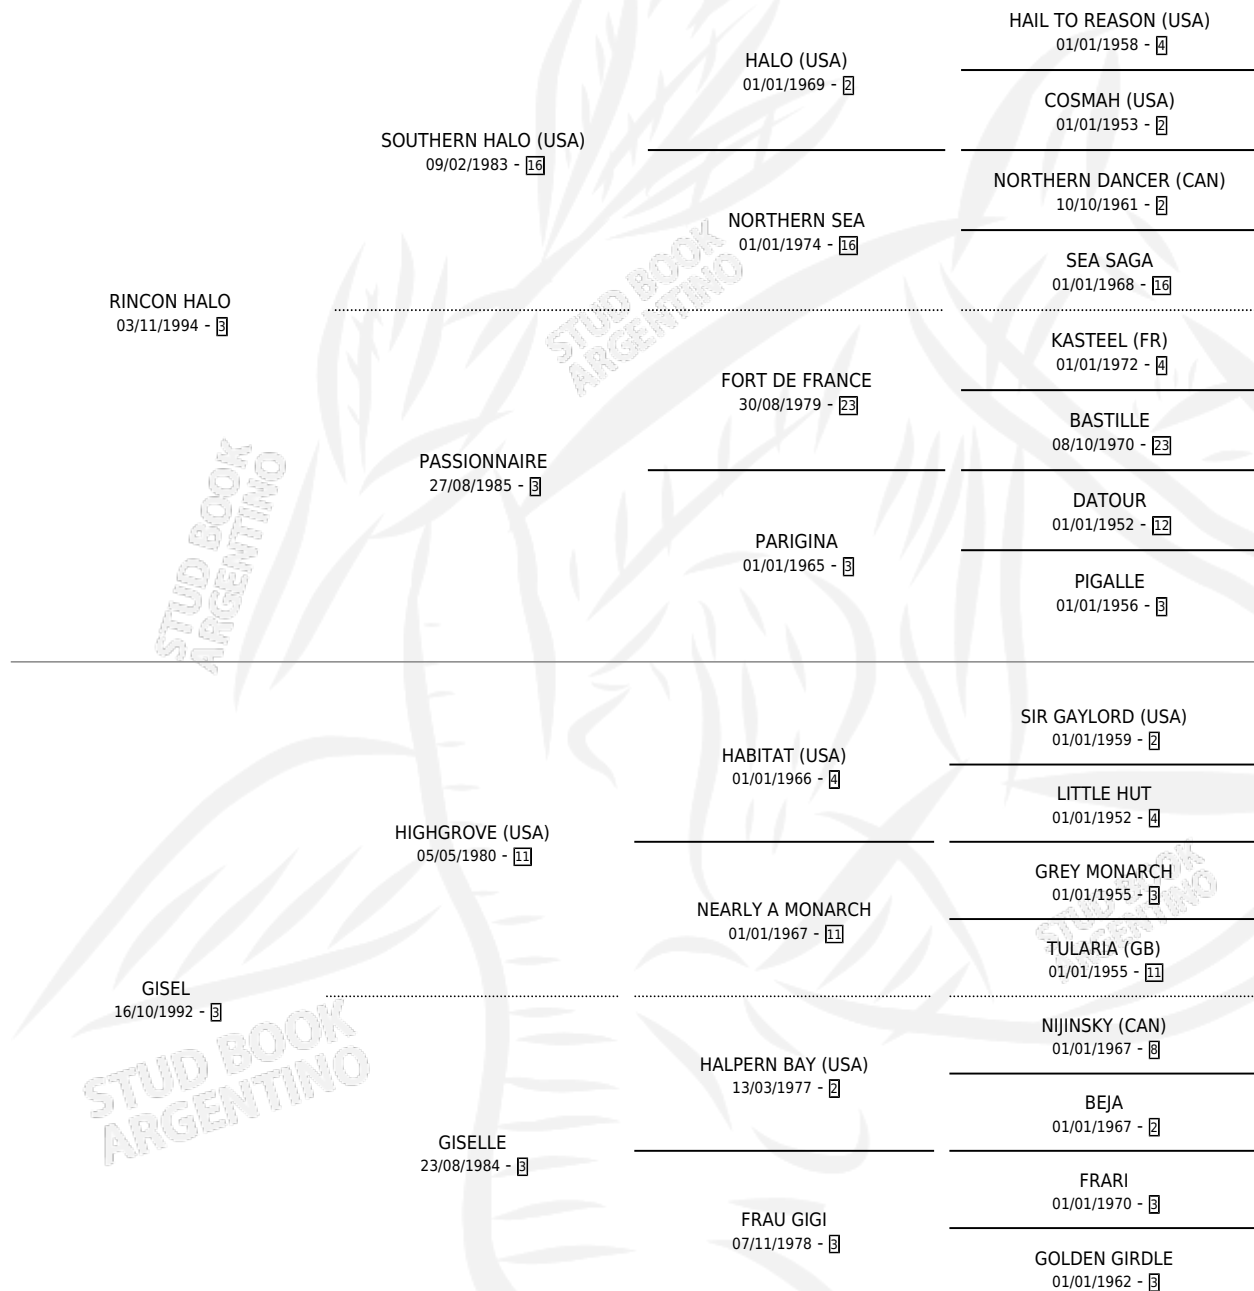 HAIL TO REASON (USA)
01/01/1958 - 4
HALO (USA)
01/01/1969 - 2
COSMAH (USA)
01/01/1953 - 2
SOUTHERN HALO (USA)
09/02/1983 - 16
NORTHERN DANCER (CAN)
10/10/1961 - 2
NORTHERN SEA
01/01/1974 - 16
SEA SAGA
01/01/1968 - 16
RINCON HALO
03/11/1994 - 3
KASTEEL (FR)
01/01/1972 - 4
FORT DE FRANCE
30/08/1979 - 23
BASTILLE
08/10/1970 - 23
PASSIONNAIRE
27/08/1985 - 3
DATOUR
01/01/1952 - 12
PARIGINA
01/01/1965 - 3
PIGALLE
01/01/1956 - 3
SIR GAYLORD (USA)
01/01/1959 - 2
HABITAT (USA)
01/01/1966 - 4
LITTLE HUT
01/01/1952 - 4
HIGHGROVE (USA)
05/05/1980 - 11
GREY MONARCH
01/01/1955 - 3
NEARLY A MONARCH
01/01/1967 - 11
TULARIA (GB)
01/01/1955 - 11
GISEL
16/10/1992 - 3
NIJINSKY (CAN)
01/01/1967 - 8
HALPERN BAY (USA)
13/03/1977 - 2
BEJA
01/01/1967 - 2
GISELLE
23/08/1984 - 3
FRARI
01/01/1970 - 3
FRAU GIGI
07/11/1978 - 3
GOLDEN GIRDLE
01/01/1962 - 3
STUD BOOK
ARGENTINO
STUD BOOK
ARGENTINO
STUD BOOK
ARGENTINO
STUD BOOK
ARGENTINO